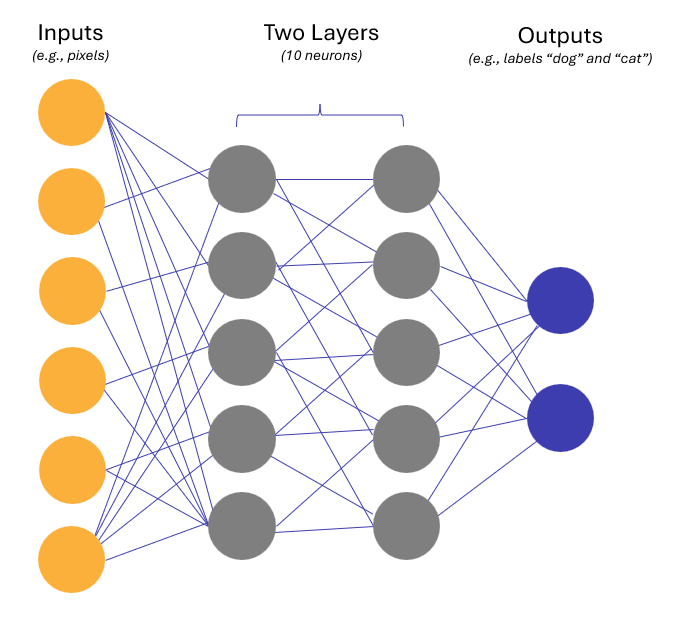 Inputs
(e.g., pixels)
Two Layers
(10 neurons)
Outputs
(e.g., labels “dog” and “cat”)